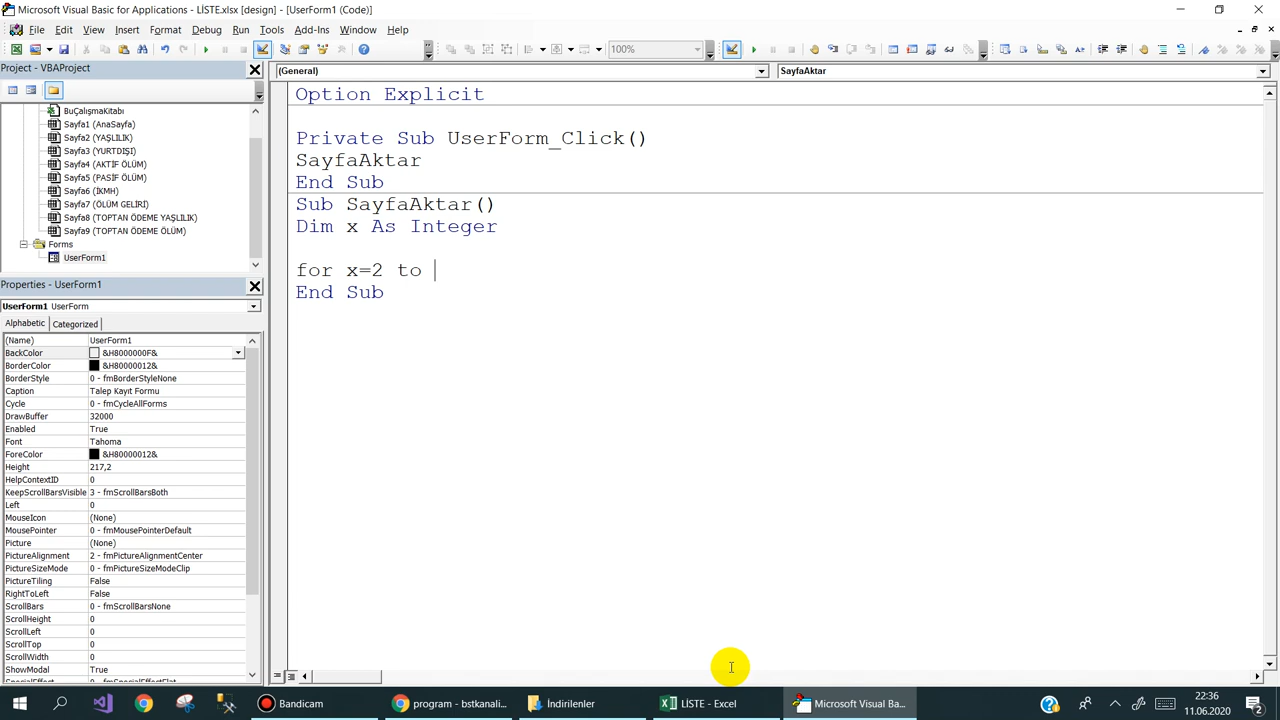 Microsoft Visual Basic for Applications - LİSTE.xlsx [design] - [UserForm1 (Code)]
File Edit View Insert Format Debug Run Tools Add-Ins Window Help
100%
Project - VBAProject
(General)
SayfaAktar
BuÇalışmaKitabı
Sayfa1 (AnaSayfa)
Sayfa2 (YAŞLILIK)
Sayfa3 (YURTDIŞI)
Sayfa4 (AKTİF ÖLÜM)
Sayfa5 (PASİF ÖLÜM)
Sayfa6 (İKMH)
Sayfa7 (ÖLÜM GELIRI)
Sayfa8 (TOPTAN ÖDEME YAŞLILIK)
Sayfa9 (TOPTAN ÖDEME ÖLÜM)
Forms
UserForm1
Option Explicit
Private Sub UserForm_Click()
SayfaAktar
End Sub
Sub SayfaAktar()
Dim x As Integer
for x=2 to
End Sub
Properties - UserForm1
UserForm1 UserForm
Alphabetic Categorized
(Name) UserForm1
BackColor &H8000000F&
BorderColor &H80000012&
BorderStyle 0 - fmBorderStyleNone
Caption Talep Kayıt Formu
Cycle 0 - fmCycleAllForms
DrawBuffer 32000
Enabled True
Font Tahoma
ForeColor &H80000012&
Height 217,2
HelpContextID 0
KeepScrollBarsVisible 3 - fmScrollBarsBoth
Left 0
MouseIcon (None)
MousePointer 0 - fmMousePointerDefault
Picture (None)
PictureAlignment 2 - fmPictureAlignmentCenter
PictureSizeMode 0 - fmPictureSizeModeClip
PictureTiling False
RightToLeft False
ScrollBars 0 - fmScrollBarsNone
ScrollHeight 0
ScrollLeft 0
ScrollTop 0
ScrollWidth 0
ShowModal True
SpecialEffect 0 - fmSpecialEffectFlat
Bandicam
program - bstkanali...
İndirilenler
LİSTE - Excel
Microsoft Visual Ba...
22:36
11.06.2020
2